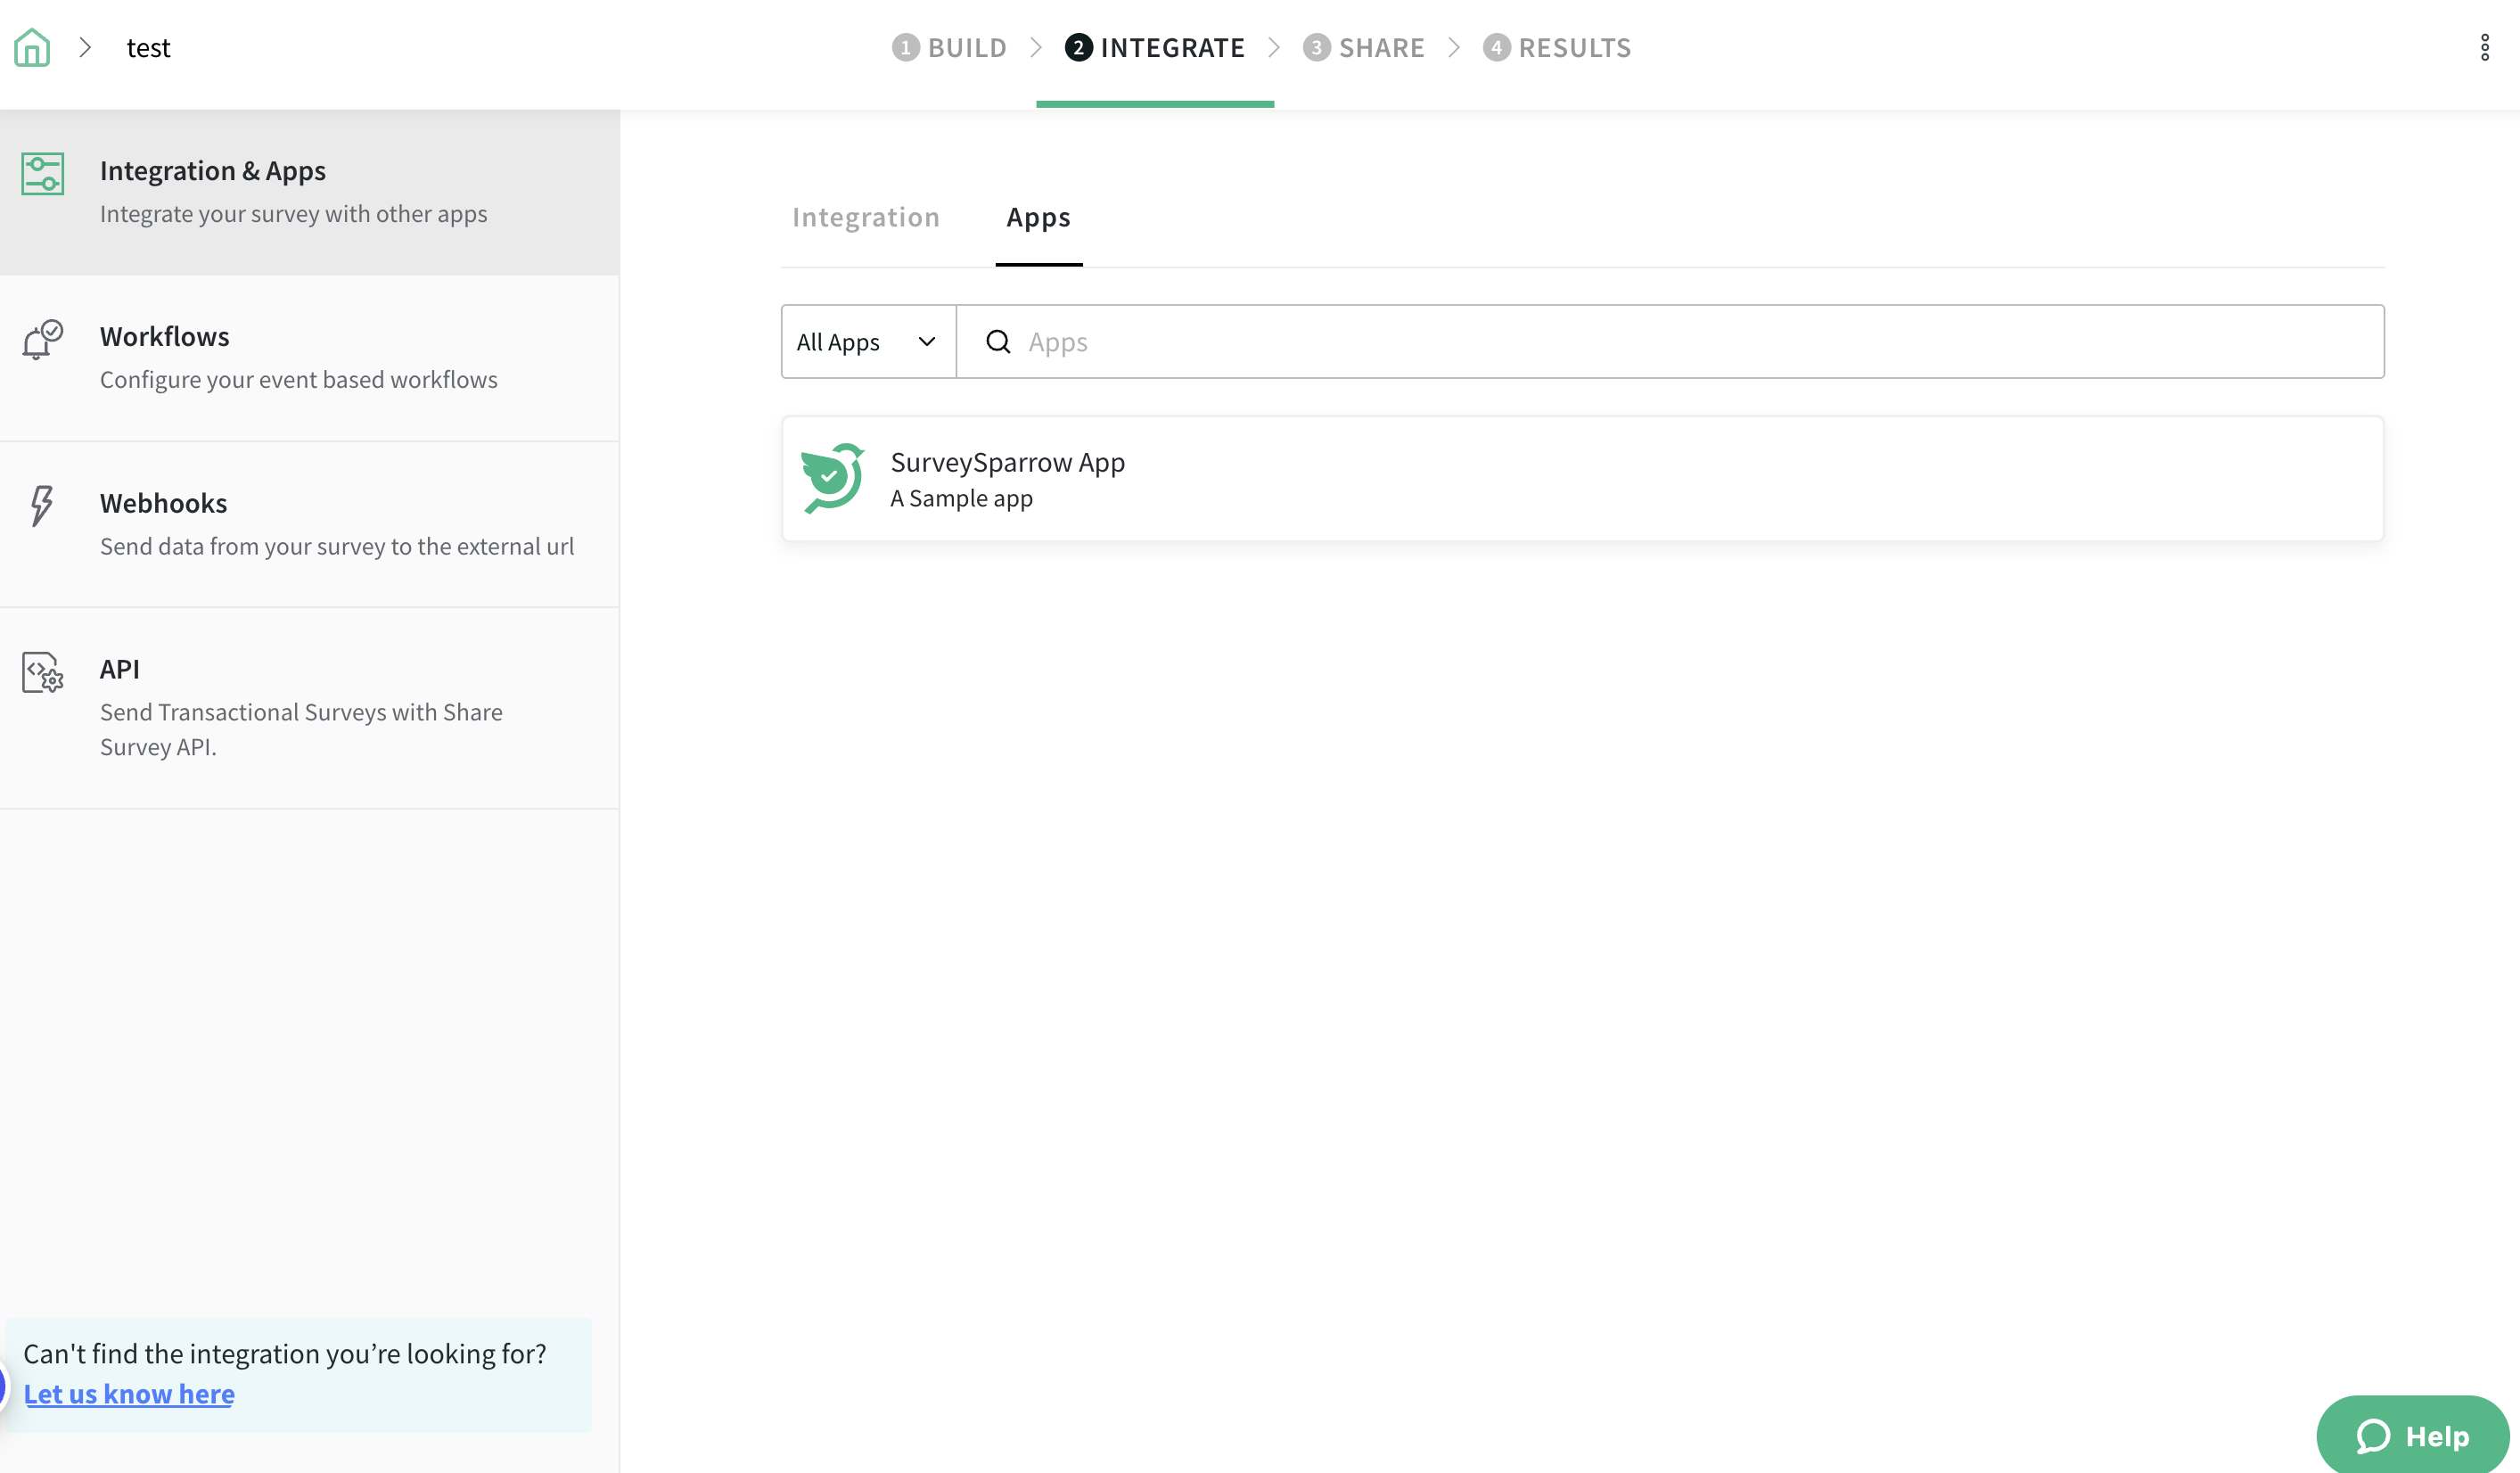 test
1 BUILD
2 INTEGRATE
3 SHARE
4 RESULTS
Integration & Apps
Integrate your survey with other apps
Workflows
Configure your event based workflows
Webhooks
Send data from your survey to the external url
API
Send Transactional Surveys with Share
Survey API.
Can't find the integration you’re looking for?
Let us know here
Integration
Apps
All Apps
Apps
SurveySparrow App
A Sample app
Help